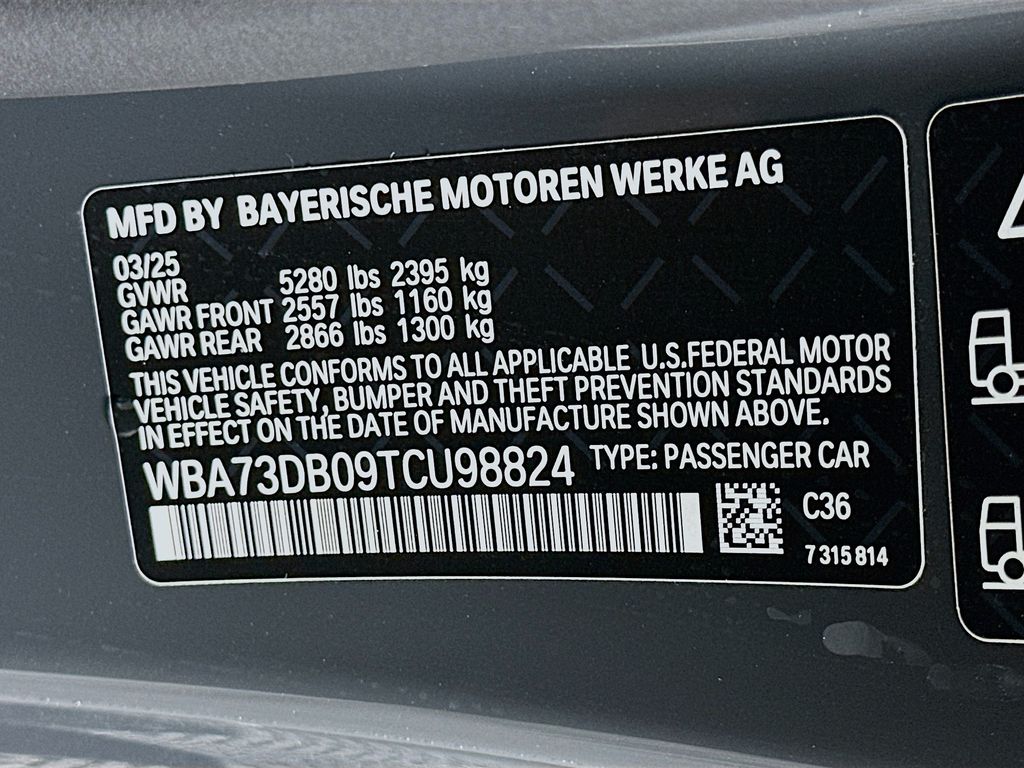 MFD BY BAYERISCHE MOTOREN WERKE AG
03/25
GVWR 5280 lbs 2395 kg
GAWR FRONT 2557 lbs 1160 kg
GAWR REAR 2866 lbs 1300 kg
THIS VEHICLE CONFORMS TO ALL APPLICABLE U.S.FEDERAL MOTOR
VEHICLE SAFETY, BUMPER AND THEFT PREVENTION STANDARDS
IN EFFECT ON THE DATE OF MANUFACTURE SHOWN ABOVE.
WBA73DB09TCU98824 TYPE: PASSENGER CAR
C36
7 315 814